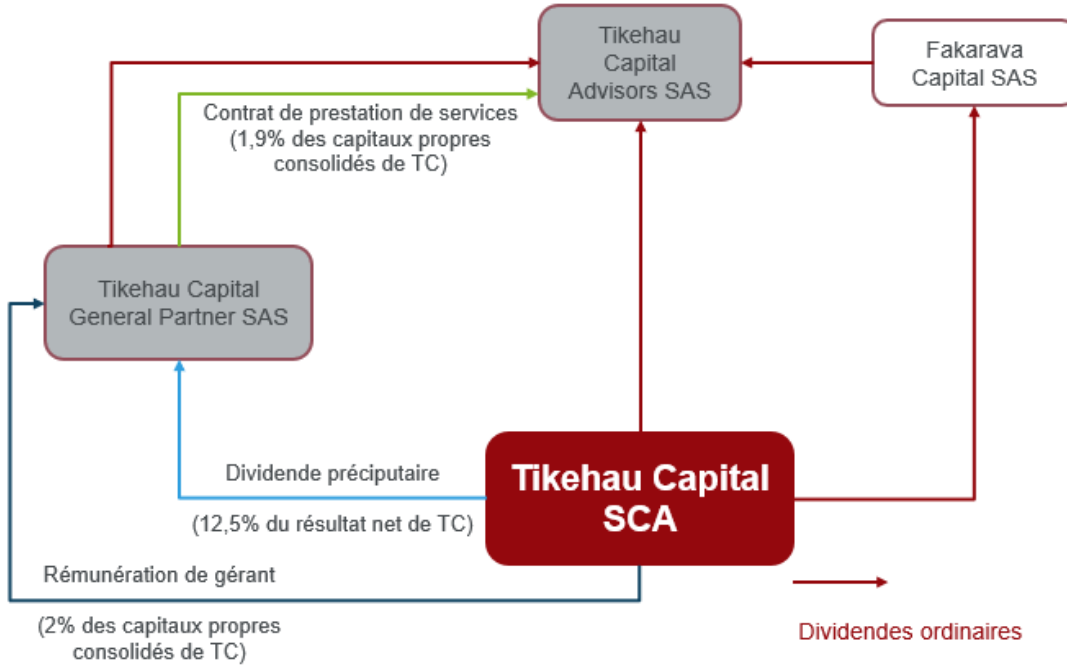 Tikehau
Capital
Advisors SAS
Fakarava
Capital SAS
Contrat de prestation de services
(1,9% des capitaux propres
consolidés de TC)
Tikehau Capital
General Partner SAS
Dividende préciputaire
(12,5% du résultat net de TC)
Tikehau Capital
SCA
Rémunération de gérant
(2% des capitaux propres
consolidés de TC)
Dividendes ordinaires